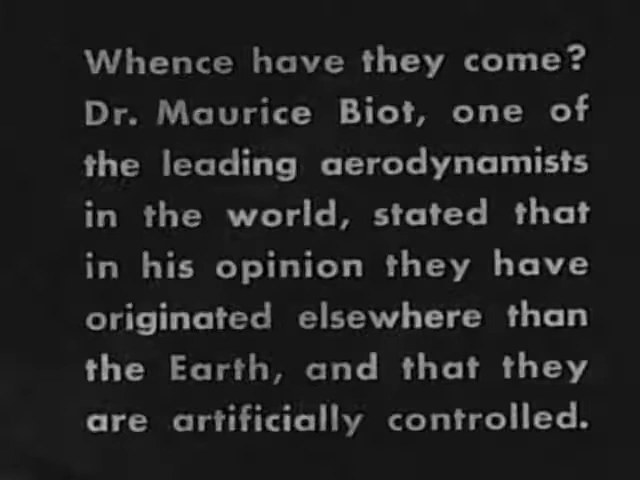 Whence have they come?
Dr. Maurice Biot, one of
the leading aerodynamists
in the world, stated that
in his opinion they have
originated elsewhere than
the Earth, and that they
are artificially controlled.